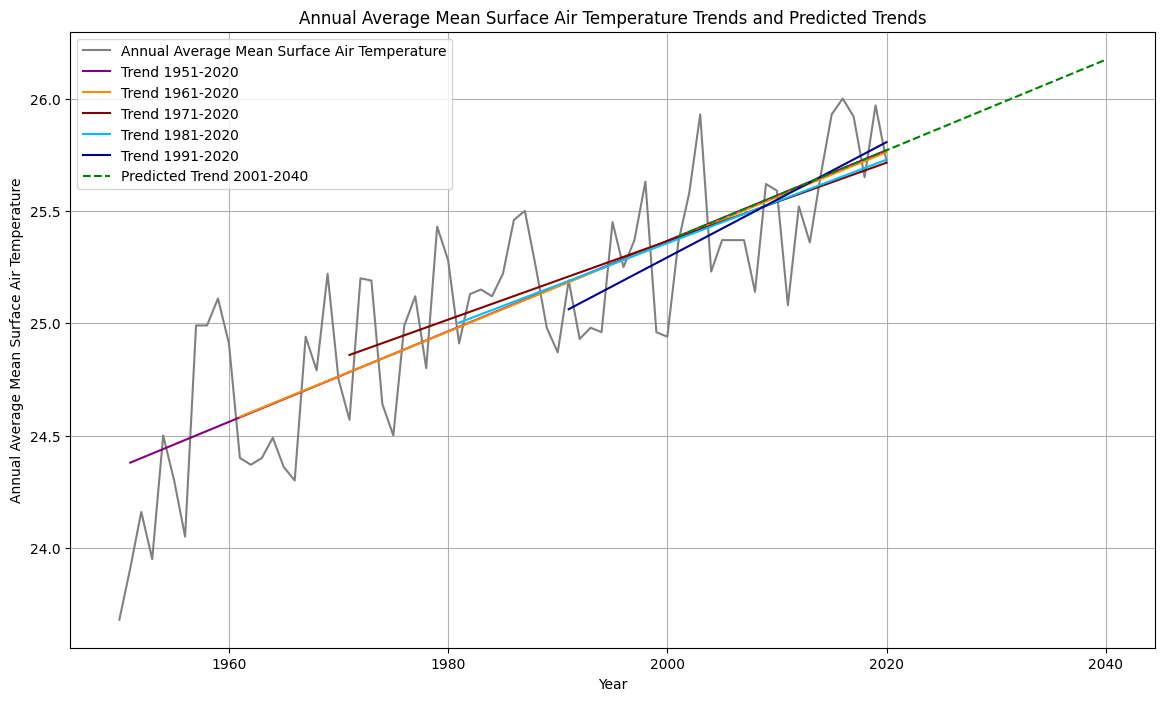 Annual Average Mean Surface Air Temperature Trends and Predicted Trends
Annual Average Mean Surface Air Temperature
Trend 1951-2020
Trend 1961-2020
Trend 1971-2020
Trend 1981-2020
Trend 1991-2020
Predicted Trend 2001-2040
Annual Average Mean Surface Air Temperature
26.0
25.5
25.0
24.5
24.0
1960
1980
2000
2020
2040
Year